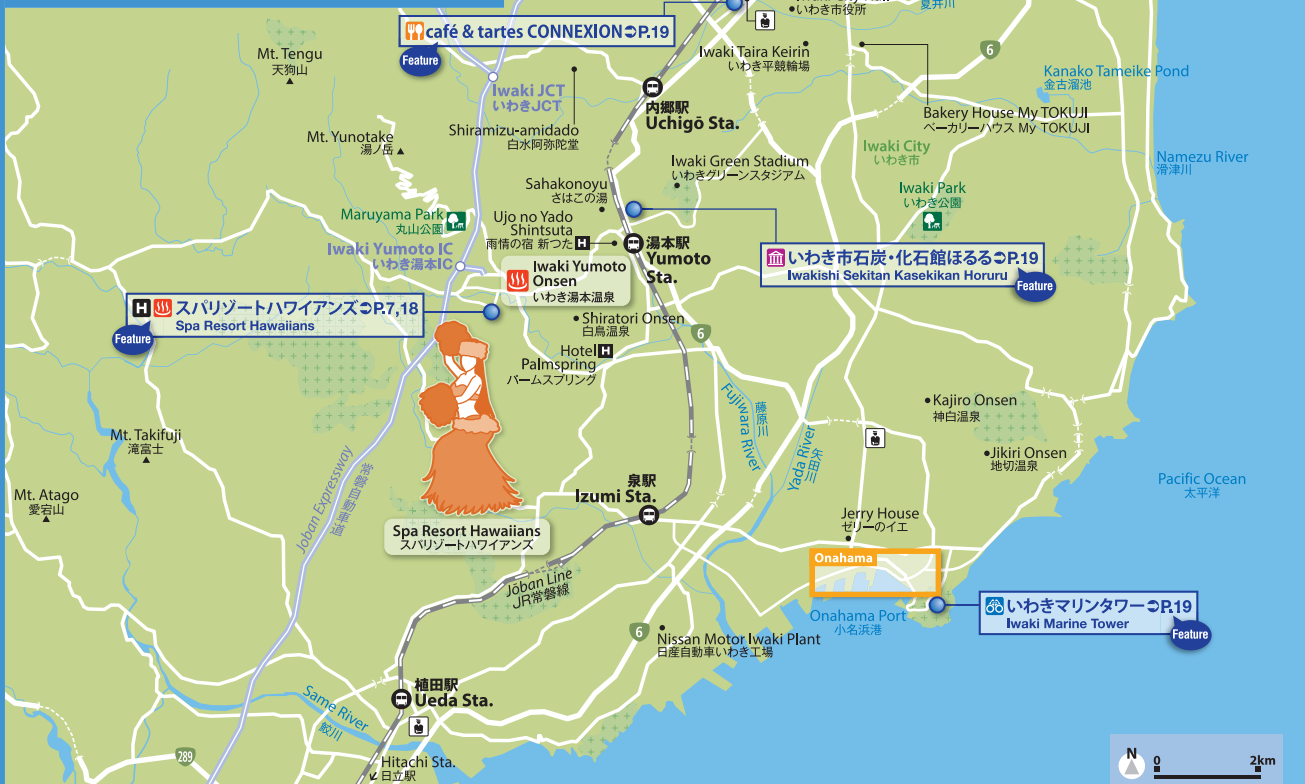 いわき市役所
夏井川
café & tartes CONNEXION➲P.19
Feature
Mt. Tengu
天狗山
Iwaki Taira Keirin
いわき平競輪場
6
Kanako Tameike Pond
金古溜池
Iwaki JCT
いわきJCT
内郷駅
Uchigō Sta.
Bakery House My TOKUJI
ベーカリーハウス My TOKUJI
Mt. Yunotake
湯ノ岳
Shiramizu-amidado
白水阿弥陀堂
Iwaki City
いわき市
Iwaki Green Stadium
いわきグリーンスタジアム
Namezu River
滑津川
Sahakonoyu
さはこの湯
Iwaki Park
いわき公園
Maruyama Park
丸山公園
Ujo no Yado
Shintsuta
雨情の宿 新つた
H
湯本駅
Yumoto
Sta.
Iwaki Yumoto IC
いわき湯本IC
いわき市石炭・化石館ほるる➲P.19
Iwakishi Sekitan Kasekikan Horuru
Feature
Iwaki Yumoto
Onsen
いわき湯本温泉
H
スパリゾートハワイアンズ➲P.7,18
Spa Resort Hawaiians
Feature
Shiratori Onsen
白鳥温泉
6
Hotel
Palmspring
パームスプリング
H
Fujiwara River
藤原川
Kajiro Onsen
神白温泉
Mt. Takifuji
滝富士
Yada River
矢田川
Jikiri Onsen
地切温泉
Joban Expressway
常磐自動車道
Pacific Ocean
太平洋
泉駅
Izumi Sta.
Mt. Atago
愛宕山
Jerry House
ゼリーのイエ
Spa Resort Hawaiians
スパリゾートハワイアンズ
Onahama
Jōban Line
JR常磐線
Onahama Port
小名浜港
いわきマリンタワー➲P.19
Iwaki Marine Tower
Feature
6
Nissan Motor Iwaki Plant
日産自動車いわき工場
植田駅
Ueda Sta.
Same River
鮫川
289
Hitachi Sta.
日立駅
N
0
2km